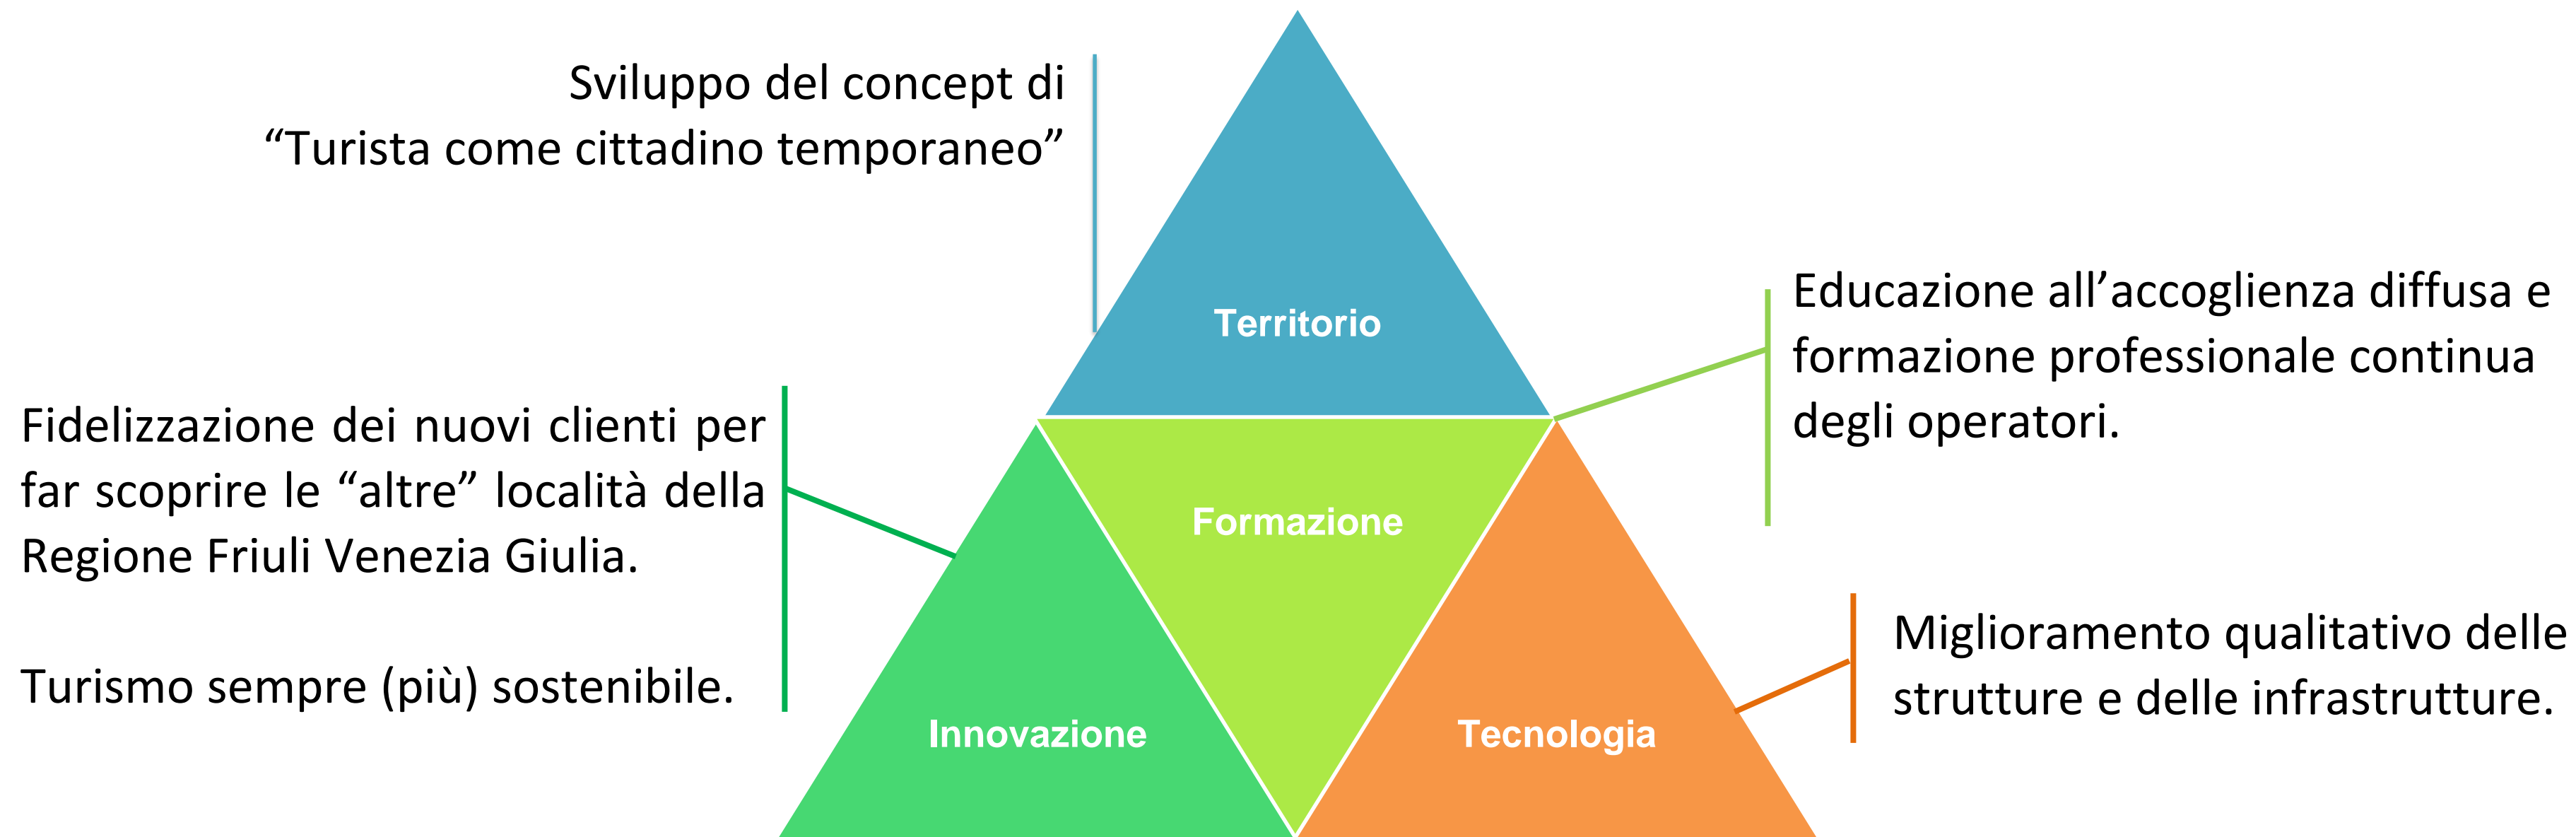 Sviluppo del concept di
“Turista come cittadino temporaneo”
Territorio
Educazione all’accoglienza diffusa e
formazione professionale continua
degli operatori.
Fidelizzazione dei nuovi clienti per
far scoprire le “altre” località della
Regione Friuli Venezia Giulia.
Turismo sempre (più) sostenibile.
Formazione
Miglioramento qualitativo delle
strutture e delle infrastrutture.
Innovazione
Tecnologia